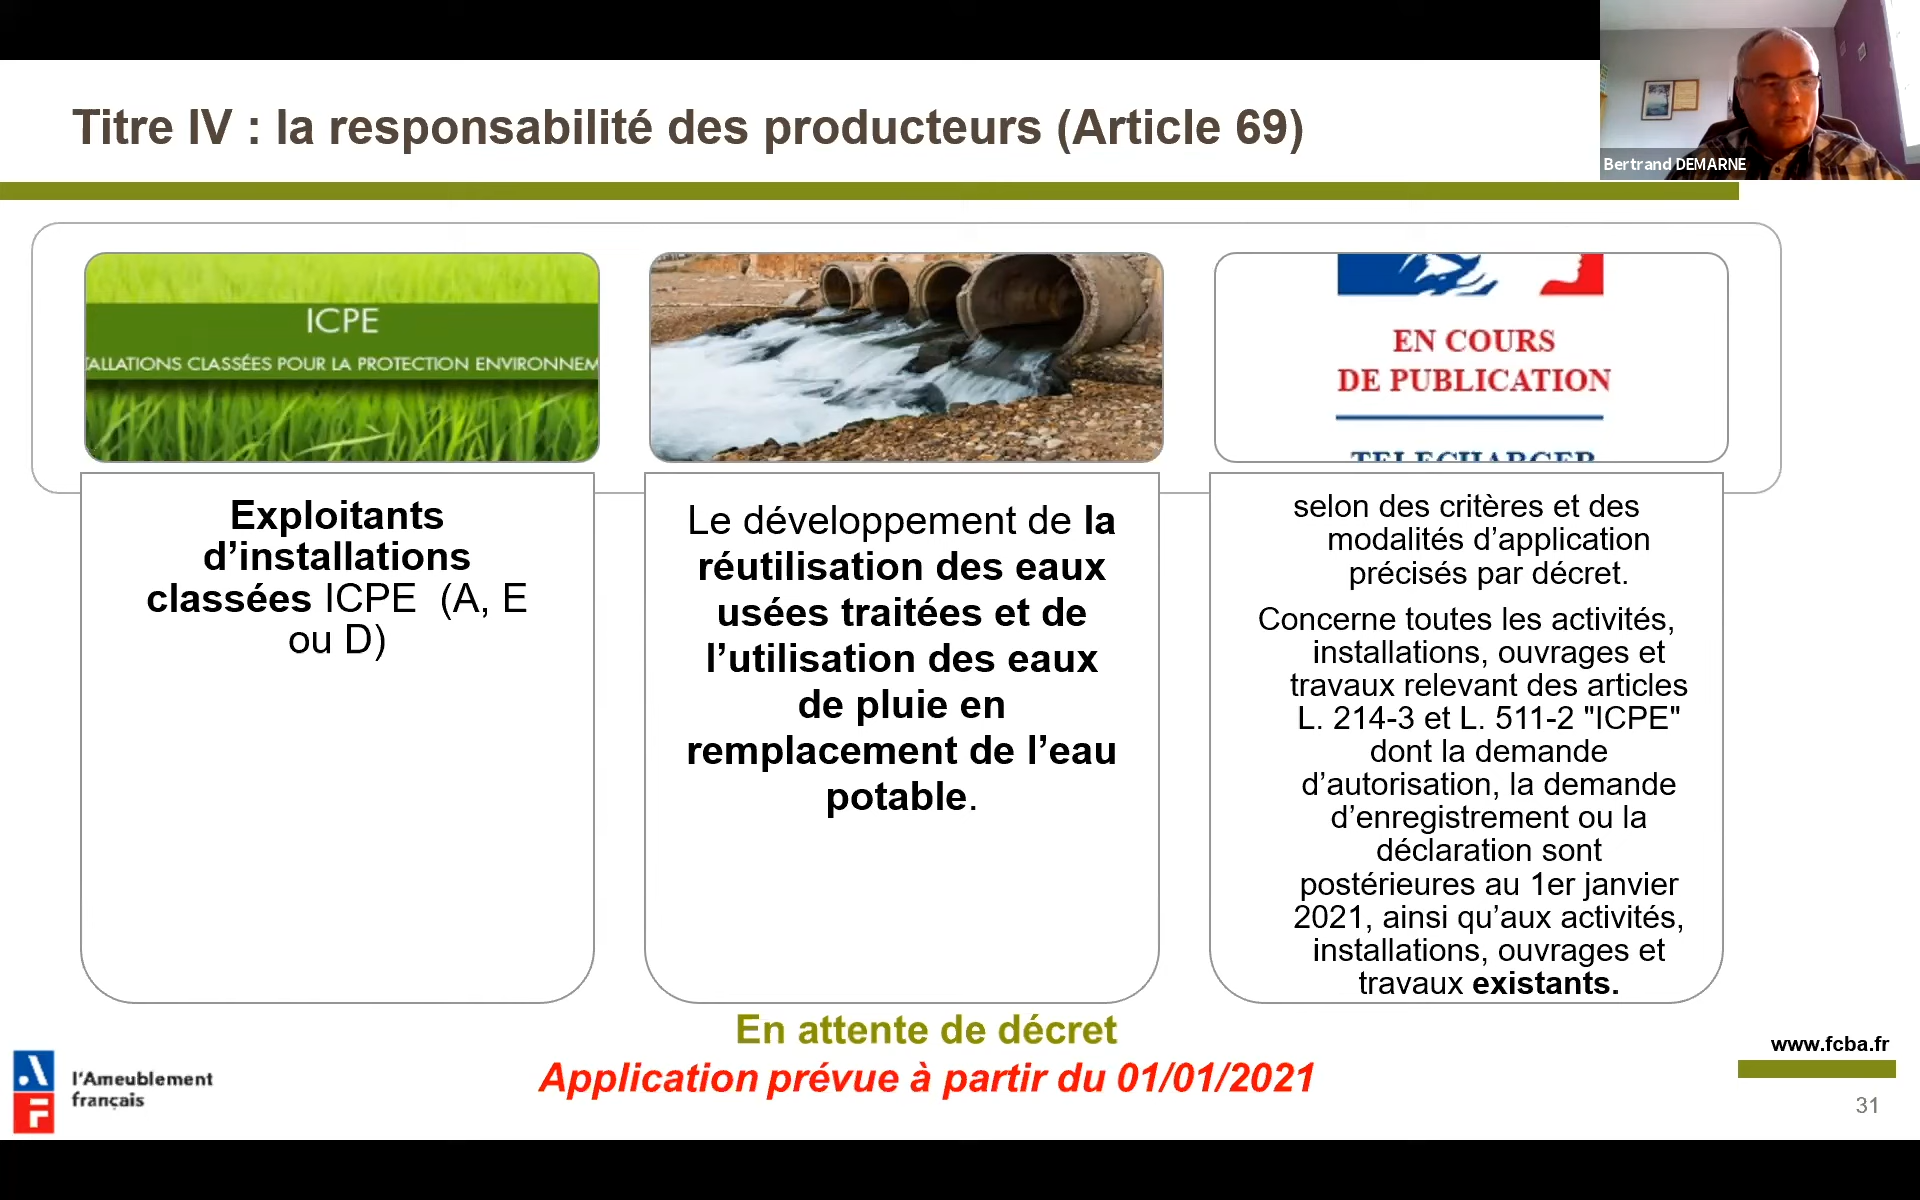 Titre IV : la responsabilité des producteurs (Article 69)
Bertrand DEMARNE
ICPE
TALLATIONS CLASSÉES POUR LA PROTECTION ENVIRONNEM
EN COURS
DE PUBLICATION
TELECHARGER
Exploitants
d’installations
classées ICPE (A, E
ou D)
Le développement de la
réutilisation des eaux
usées traitées et de
l’utilisation des eaux
de pluie en
remplacement de l’eau
potable.
selon des critères et des
modalités d’application
précisés par décret.
Concerne toutes les activités,
installations, ouvrages et
travaux relevant des articles
L. 214-3 et L. 511-2 "ICPE"
dont la demande
d’autorisation, la demande
d’enregistrement ou la
déclaration sont
postérieures au 1er janvier
2021, ainsi qu’aux activités,
installations, ouvrages et
travaux existants.
En attente de décret
Application prévue à partir du 01/01/2021
l’Ameublement
français
www.fcba.fr
31